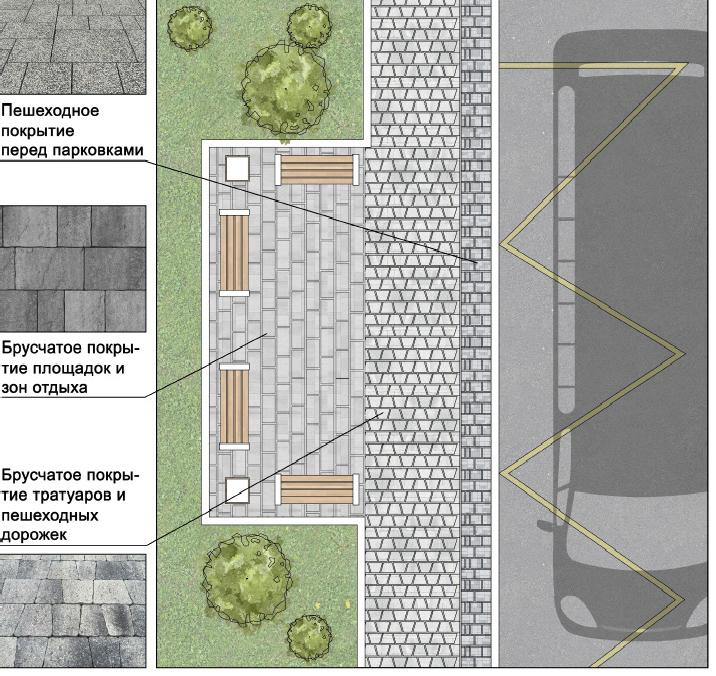 Пешеходное
покрытие
перед парковками
Брусчатое покры-
тие площадок и
зон отдыха
Брусчатое покры-
тие тратуаров и
пешеходных
дорожек